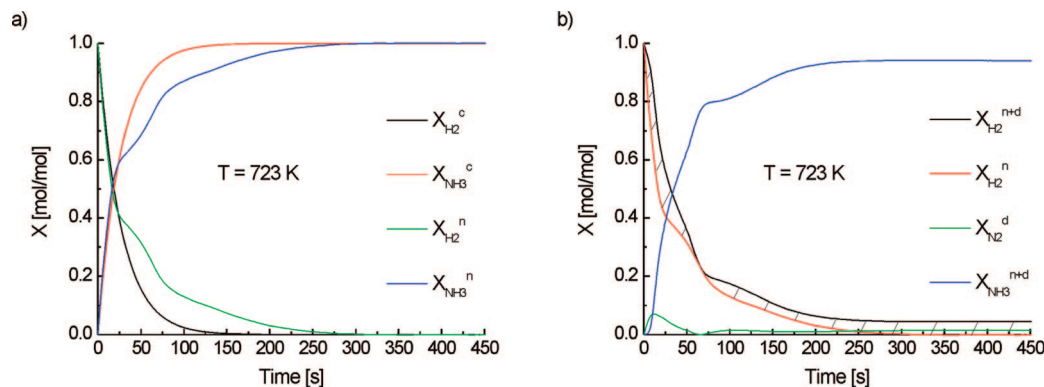 a)
X [mol/mol]
1.0
0.8
0.6
0.4
0.2
0.0
0 50 100 150 200 250 300 350 400 450
Time [s]
T = 723 K
X_H2^c
X_NH3^c
X_H2^n
X_NH3^n
b)
X [mol/mol]
1.0
0.8
0.6
0.4
0.2
0.0
0 50 100 150 200 250 300 350 400 450
Time [s]
T = 723 K
X_H2^n+d
X_H2^n
X_N2^d
X_NH3^n+d